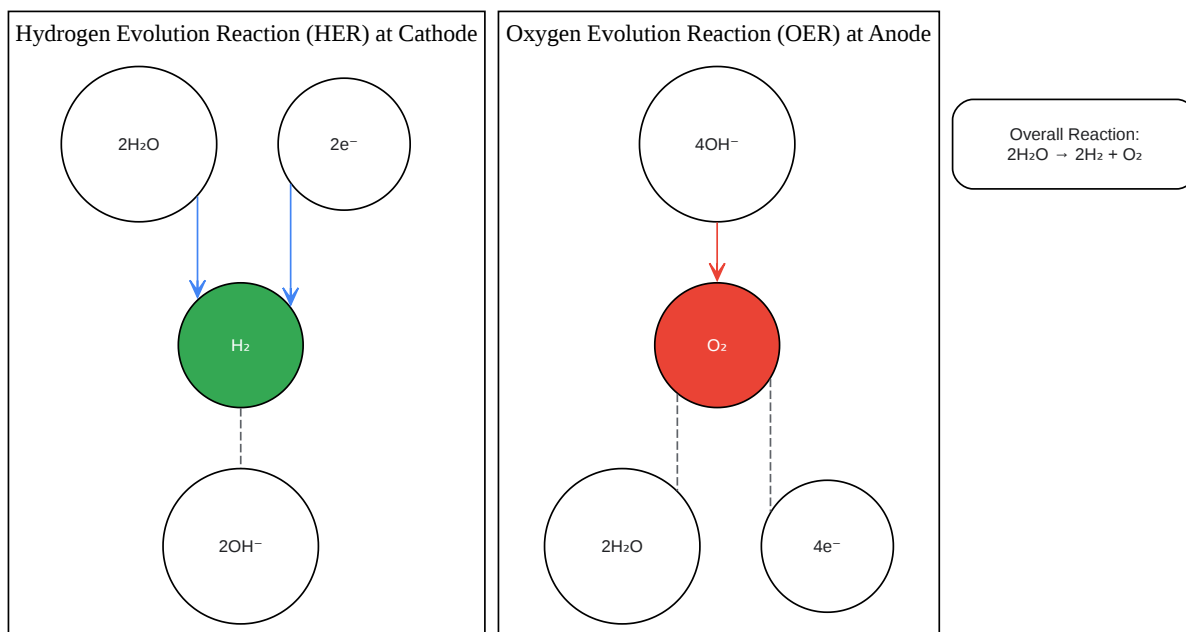 Hydrogen Evolution Reaction (HER) at Cathode
2H₂O
2e⁻
H₂
2OH⁻
Oxygen Evolution Reaction (OER) at Anode
4OH⁻
O₂
2H₂O
4e⁻
Overall Reaction:
2H₂O → 2H₂ + O₂